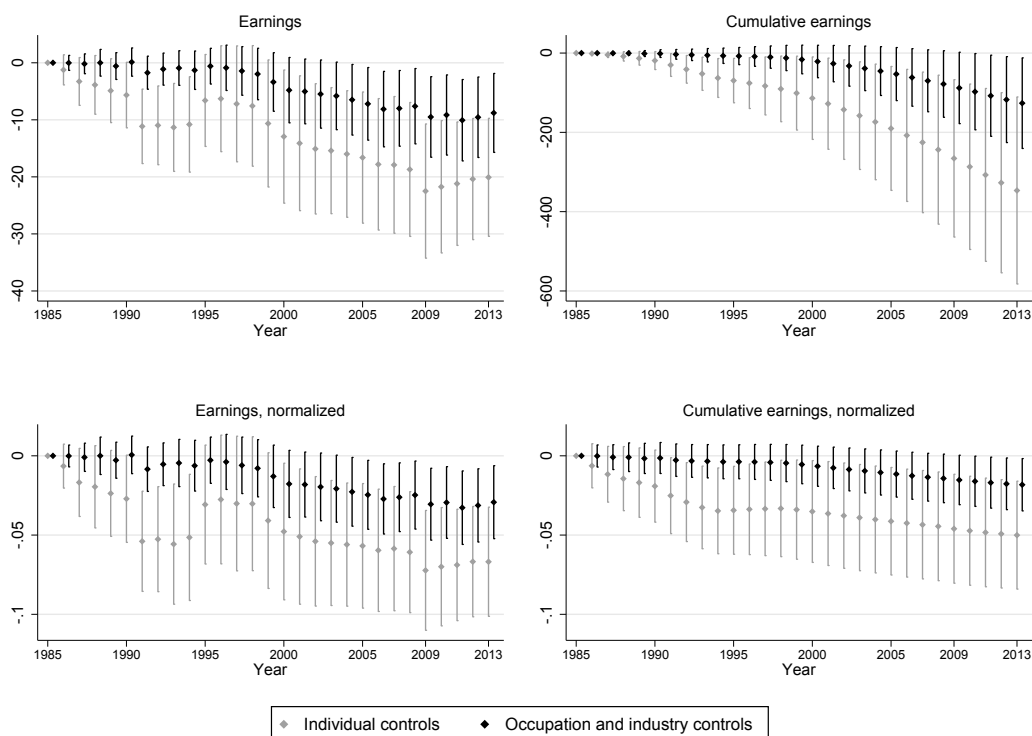 Earnings
0
-10
-20
-30
-40
1985 1990 1995 2000 2005 2009 2013
Year
Cumulative earnings
0
-200
-400
-600
1985 1990 1995 2000 2005 2009 2013
Year
Earnings, normalized
0
-.05
-.1
1985 1990 1995 2000 2005 2009 2013
Year
Cumulative earnings, normalized
0
-.05
-.1
1985 1990 1995 2000 2005 2009 2013
Year
Individual controls Occupation and industry controls